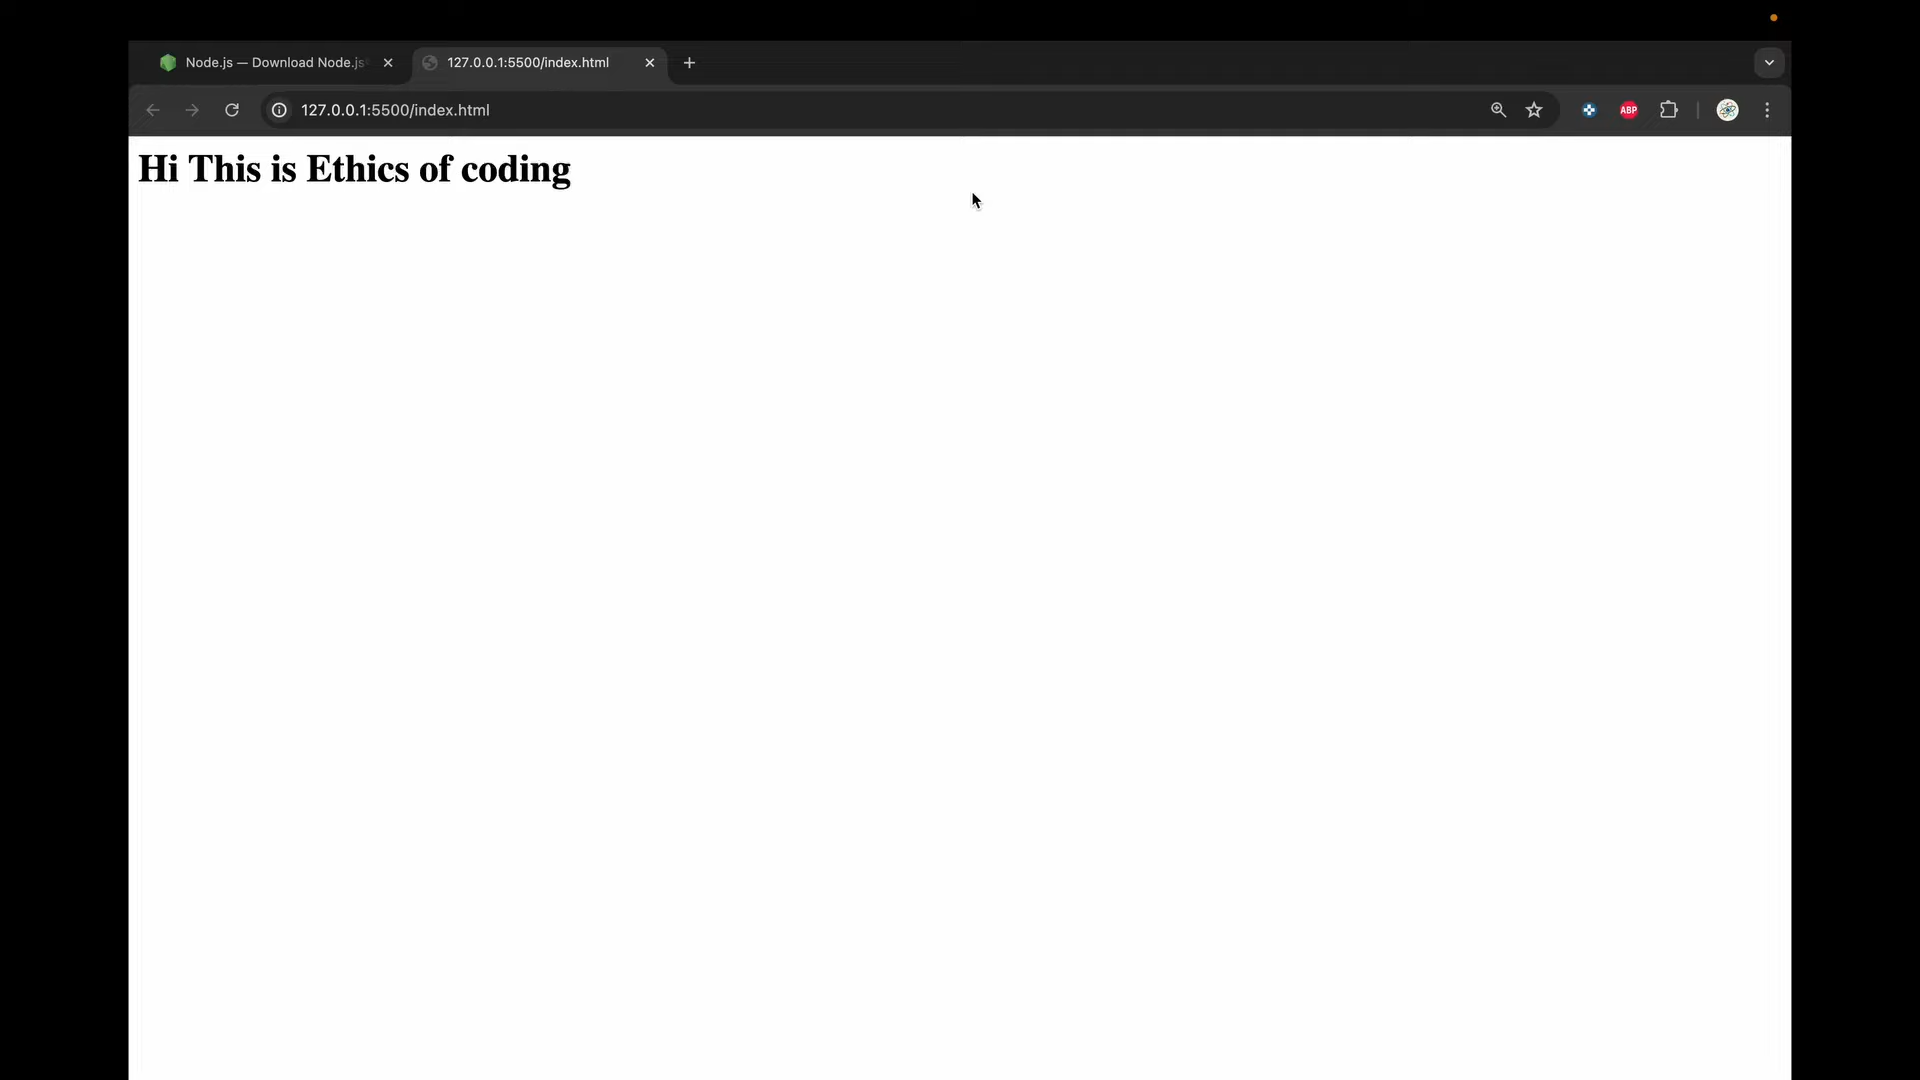 Node.js — Download Node.js
127.0.0.1:5500/index.html
127.0.0.1:5500/index.html
ABP
Hi This is Ethics of coding